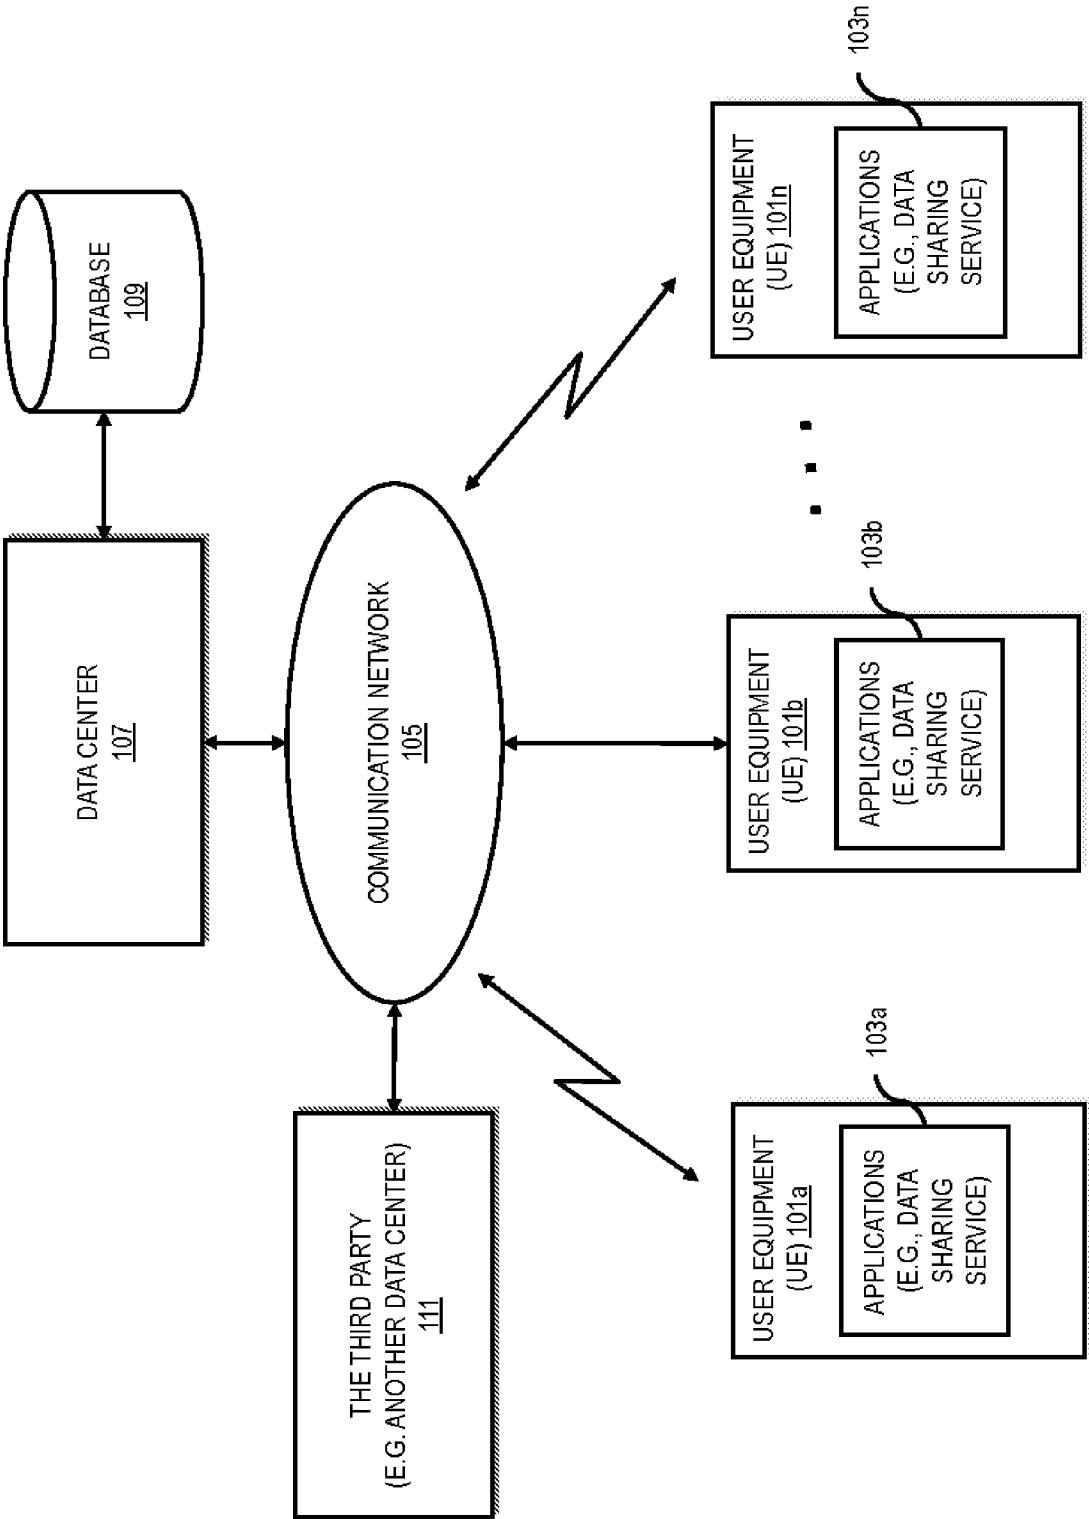 DATA CENTER
107
DATABASE
109
THE THIRD PARTY
(E.G. ANOTHER DATA CENTER)
111
COMMUNICATION NETWORK
105
USER EQUIPMENT
(UE) 101a
APPLICATIONS
(E.G., DATA
SHARING
SERVICE)
103a
USER EQUIPMENT
(UE) 101b
APPLICATIONS
(E.G., DATA
SHARING
SERVICE)
103b
USER EQUIPMENT
(UE) 101n
APPLICATIONS
(E.G., DATA
SHARING
SERVICE)
103n